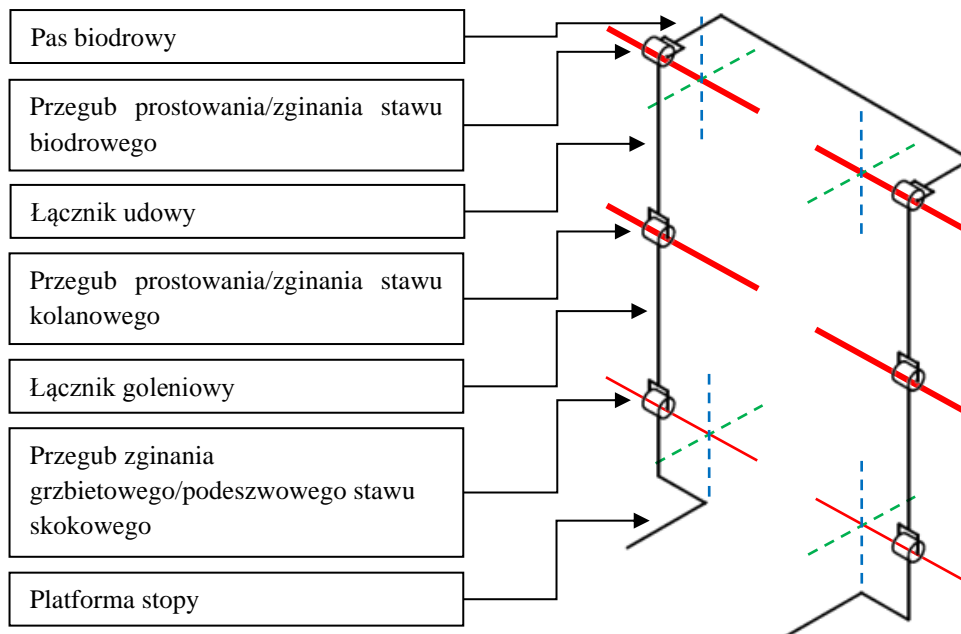 Pas biodrowy
Przegub prostowania/zginania stawu
biodrowego
Łącznik udowy
Przegub prostowania/zginania stawu
kolanowego
Łącznik goleniowy
Przegub zginania
grzbietowego/podeszwowego stawu
skokowego
Platforma stopy